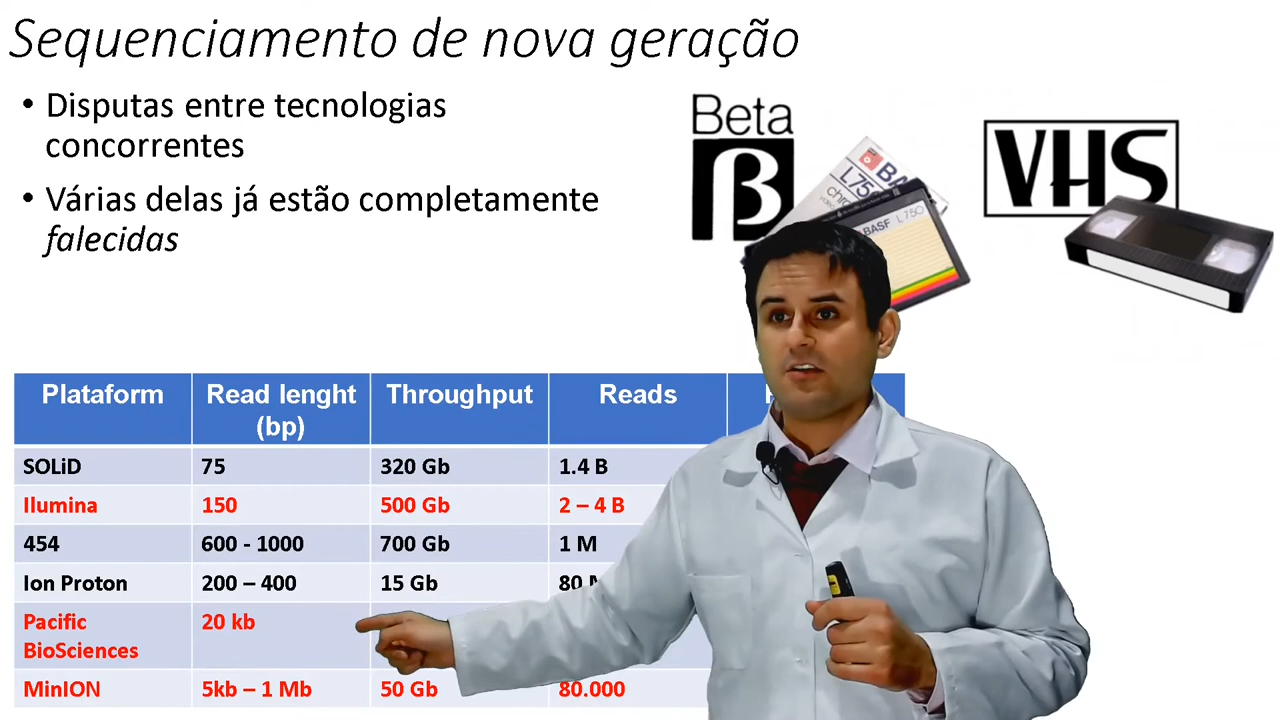 Sequenciamento de nova geração
• Disputas entre tecnologias
concorrentes
• Várias delas já estão completamente
falecidas
Beta
β
L750
BASF L750
VHS
Plataform Read lenght (bp) Throughput Reads
SOLiD 75 320 Gb 1.4 B
Ilumina 150 500 Gb 2 – 4 B
454 600 - 1000 700 Gb 1 M
Ion Proton 200 – 400 15 Gb 80
Pacific BioSciences 20 kb
MinION 5kb – 1 Mb 50 Gb 80.000